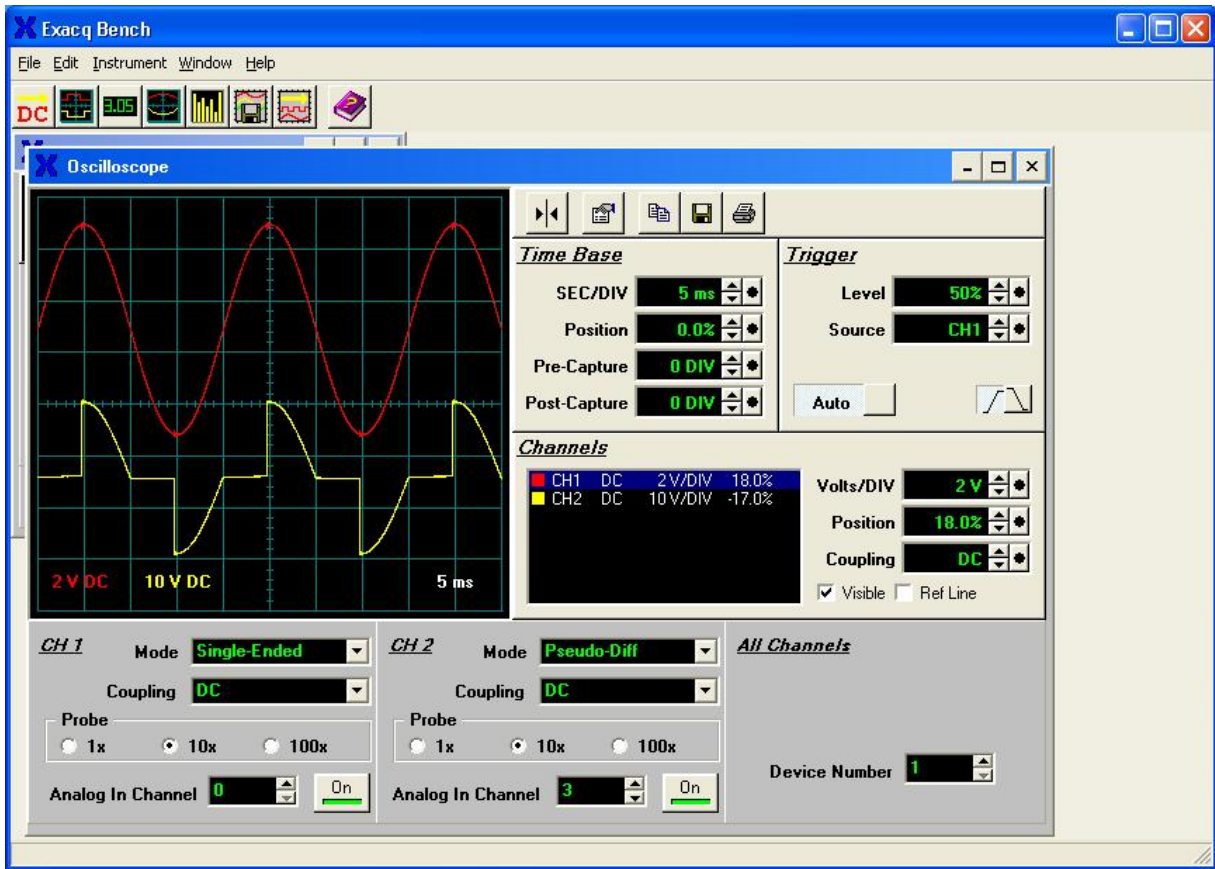 Exacq Bench
File Edit Instrument Window Help
DC 3.05 ?
Oscilloscope
Time Base
SEC/DIV 5 ms
Position 0.0%
Pre-Capture 0 DIV
Post-Capture 0 DIV
Trigger
Level 50%
Source CH1
Auto
Channels
CH1 DC 2 V/DIV 18.0%
CH2 DC 10 V/DIV -17.0%
Volts/DIV 2 V
Position 18.0%
Coupling DC
Visible Ref Line
2 V DC 10 V DC 5 ms
CH 1
Mode Single-Ended
Coupling DC
Probe
1x 10x 100x
Analog In Channel 0 On
CH 2
Mode Pseudo-Diff
Coupling DC
Probe
1x 10x 100x
Analog In Channel 3 On
All Channels
Device Number 1